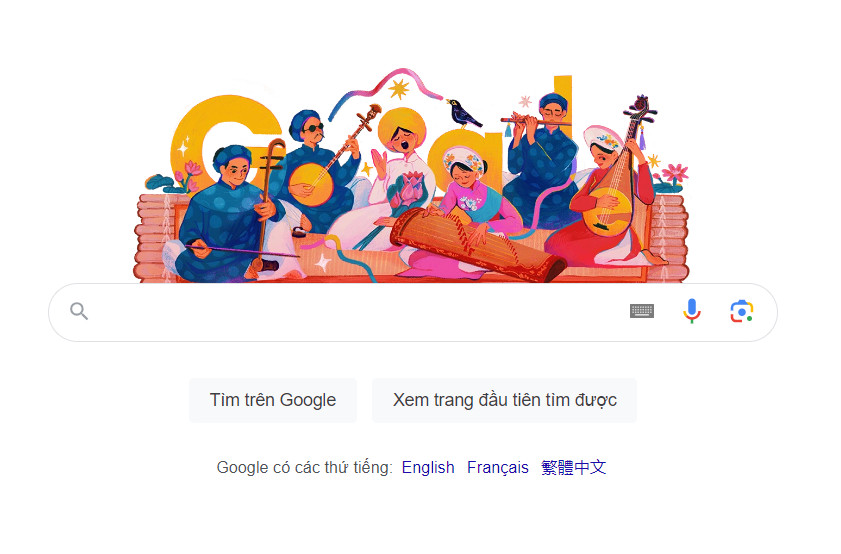 Google
Tìm trên Google Xem trang đầu tiên tìm được
Google có các thứ tiếng: English Français 繁體中文